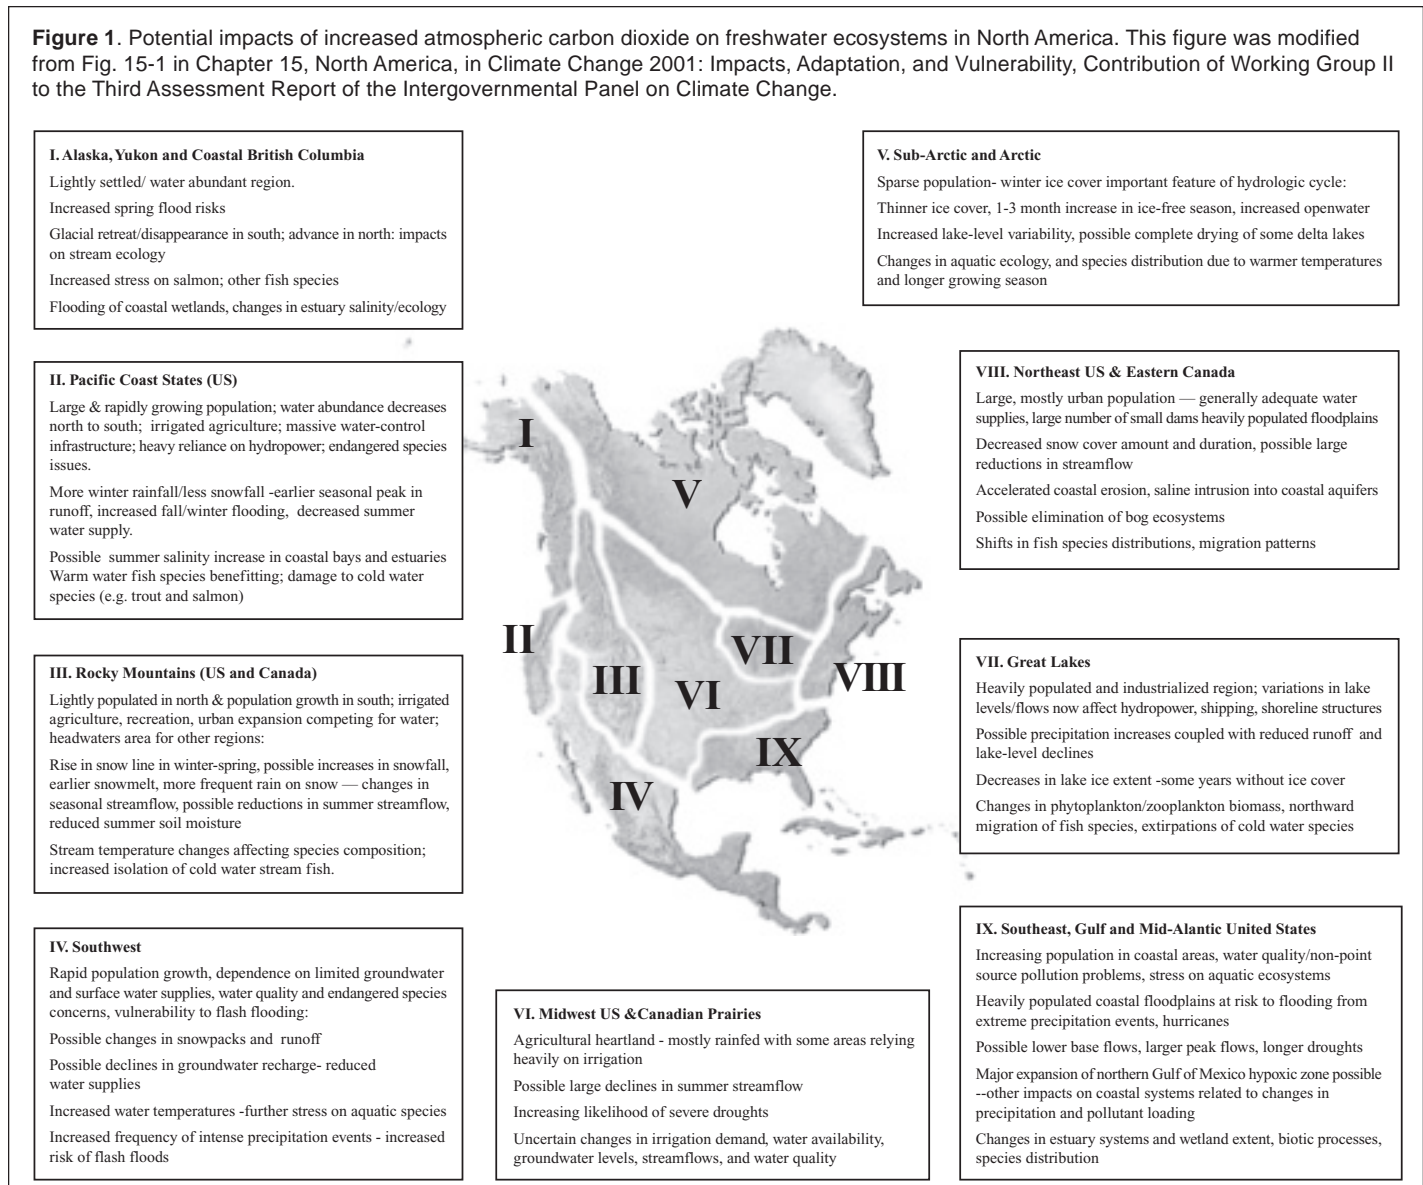 Figure 1. Potential impacts of increased atmospheric carbon dioxide on freshwater ecosystems in North America. This figure was modified
from Fig. 15-1 in Chapter 15, North America, in Climate Change 2001: Impacts, Adaptation, and Vulnerability, Contribution of Working Group II
to the Third Assessment Report of the Intergovernmental Panel on Climate Change.
I. Alaska, Yukon and Coastal British Columbia
Lightly settled/ water abundant region.
Increased spring flood risks
Glacial retreat/disappearance in south; advance in north: impacts
on stream ecology
Increased stress on salmon; other fish species
Flooding of coastal wetlands, changes in estuary salinity/ecology
II. Pacific Coast States (US)
Large & rapidly growing population; water abundance decreases
north to south; irrigated agriculture; massive water-control
infrastructure; heavy reliance on hydropower; endangered species
issues.
More winter rainfall/less snowfall -earlier seasonal peak in
runoff, increased fall/winter flooding, decreased summer
water supply.
Possible summer salinity increase in coastal bays and estuaries
Warm water fish species benefitting; damage to cold water
species (e.g. trout and salmon)
III. Rocky Mountains (US and Canada)
Lightly populated in north & population growth in south; irrigated
agriculture, recreation, urban expansion competing for water;
headwaters area for other regions:
Rise in snow line in winter-spring, possible increases in snowfall,
earlier snowmelt, more frequent rain on snow — changes in
seasonal streamflow, possible reductions in summer streamflow,
reduced summer soil moisture
Stream temperature changes affecting species composition;
increased isolation of cold water stream fish.
IV. Southwest
Rapid population growth, dependence on limited groundwater
and surface water supplies, water quality and endangered species
concerns, vulnerability to flash flooding:
Possible changes in snowpacks and runoff
Possible declines in groundwater recharge- reduced
water supplies
Increased water temperatures -further stress on aquatic species
Increased frequency of intense precipitation events - increased
risk of flash floods
I
V
II
III
VI
VII
VIII
IX
IV
VI. Midwest US &Canadian Prairies
Agricultural heartland - mostly rainfed with some areas relying
heavily on irrigation
Possible large declines in summer streamflow
Increasing likelihood of severe droughts
Uncertain changes in irrigation demand, water availability,
groundwater levels, streamflows, and water quality
V. Sub-Arctic and Arctic
Sparse population- winter ice cover important feature of hydrologic cycle:
Thinner ice cover, 1-3 month increase in ice-free season, increased openwater
Increased lake-level variability, possible complete drying of some delta lakes
Changes in aquatic ecology, and species distribution due to warmer temperatures
and longer growing season
VIII. Northeast US & Eastern Canada
Large, mostly urban population — generally adequate water
supplies, large number of small dams heavily populated floodplains
Decreased snow cover amount and duration, possible large
reductions in streamflow
Accelerated coastal erosion, saline intrusion into coastal aquifers
Possible elimination of bog ecosystems
Shifts in fish species distributions, migration patterns
VII. Great Lakes
Heavily populated and industrialized region; variations in lake
levels/flows now affect hydropower, shipping, shoreline structures
Possible precipitation increases coupled with reduced runoff and
lake-level declines
Decreases in lake ice extent -some years without ice cover
Changes in phytoplankton/zooplankton biomass, northward
migration of fish species, extirpations of cold water species
IX. Southeast, Gulf and Mid-Alantic United States
Increasing population in coastal areas, water quality/non-point
source pollution problems, stress on aquatic ecosystems
Heavily populated coastal floodplains at risk to flooding from
extreme precipitation events, hurricanes
Possible lower base flows, larger peak flows, longer droughts
Major expansion of northern Gulf of Mexico hypoxic zone possible
--other impacts on coastal systems related to changes in
precipitation and pollutant loading
Changes in estuary systems and wetland extent, biotic processes,
species distribution